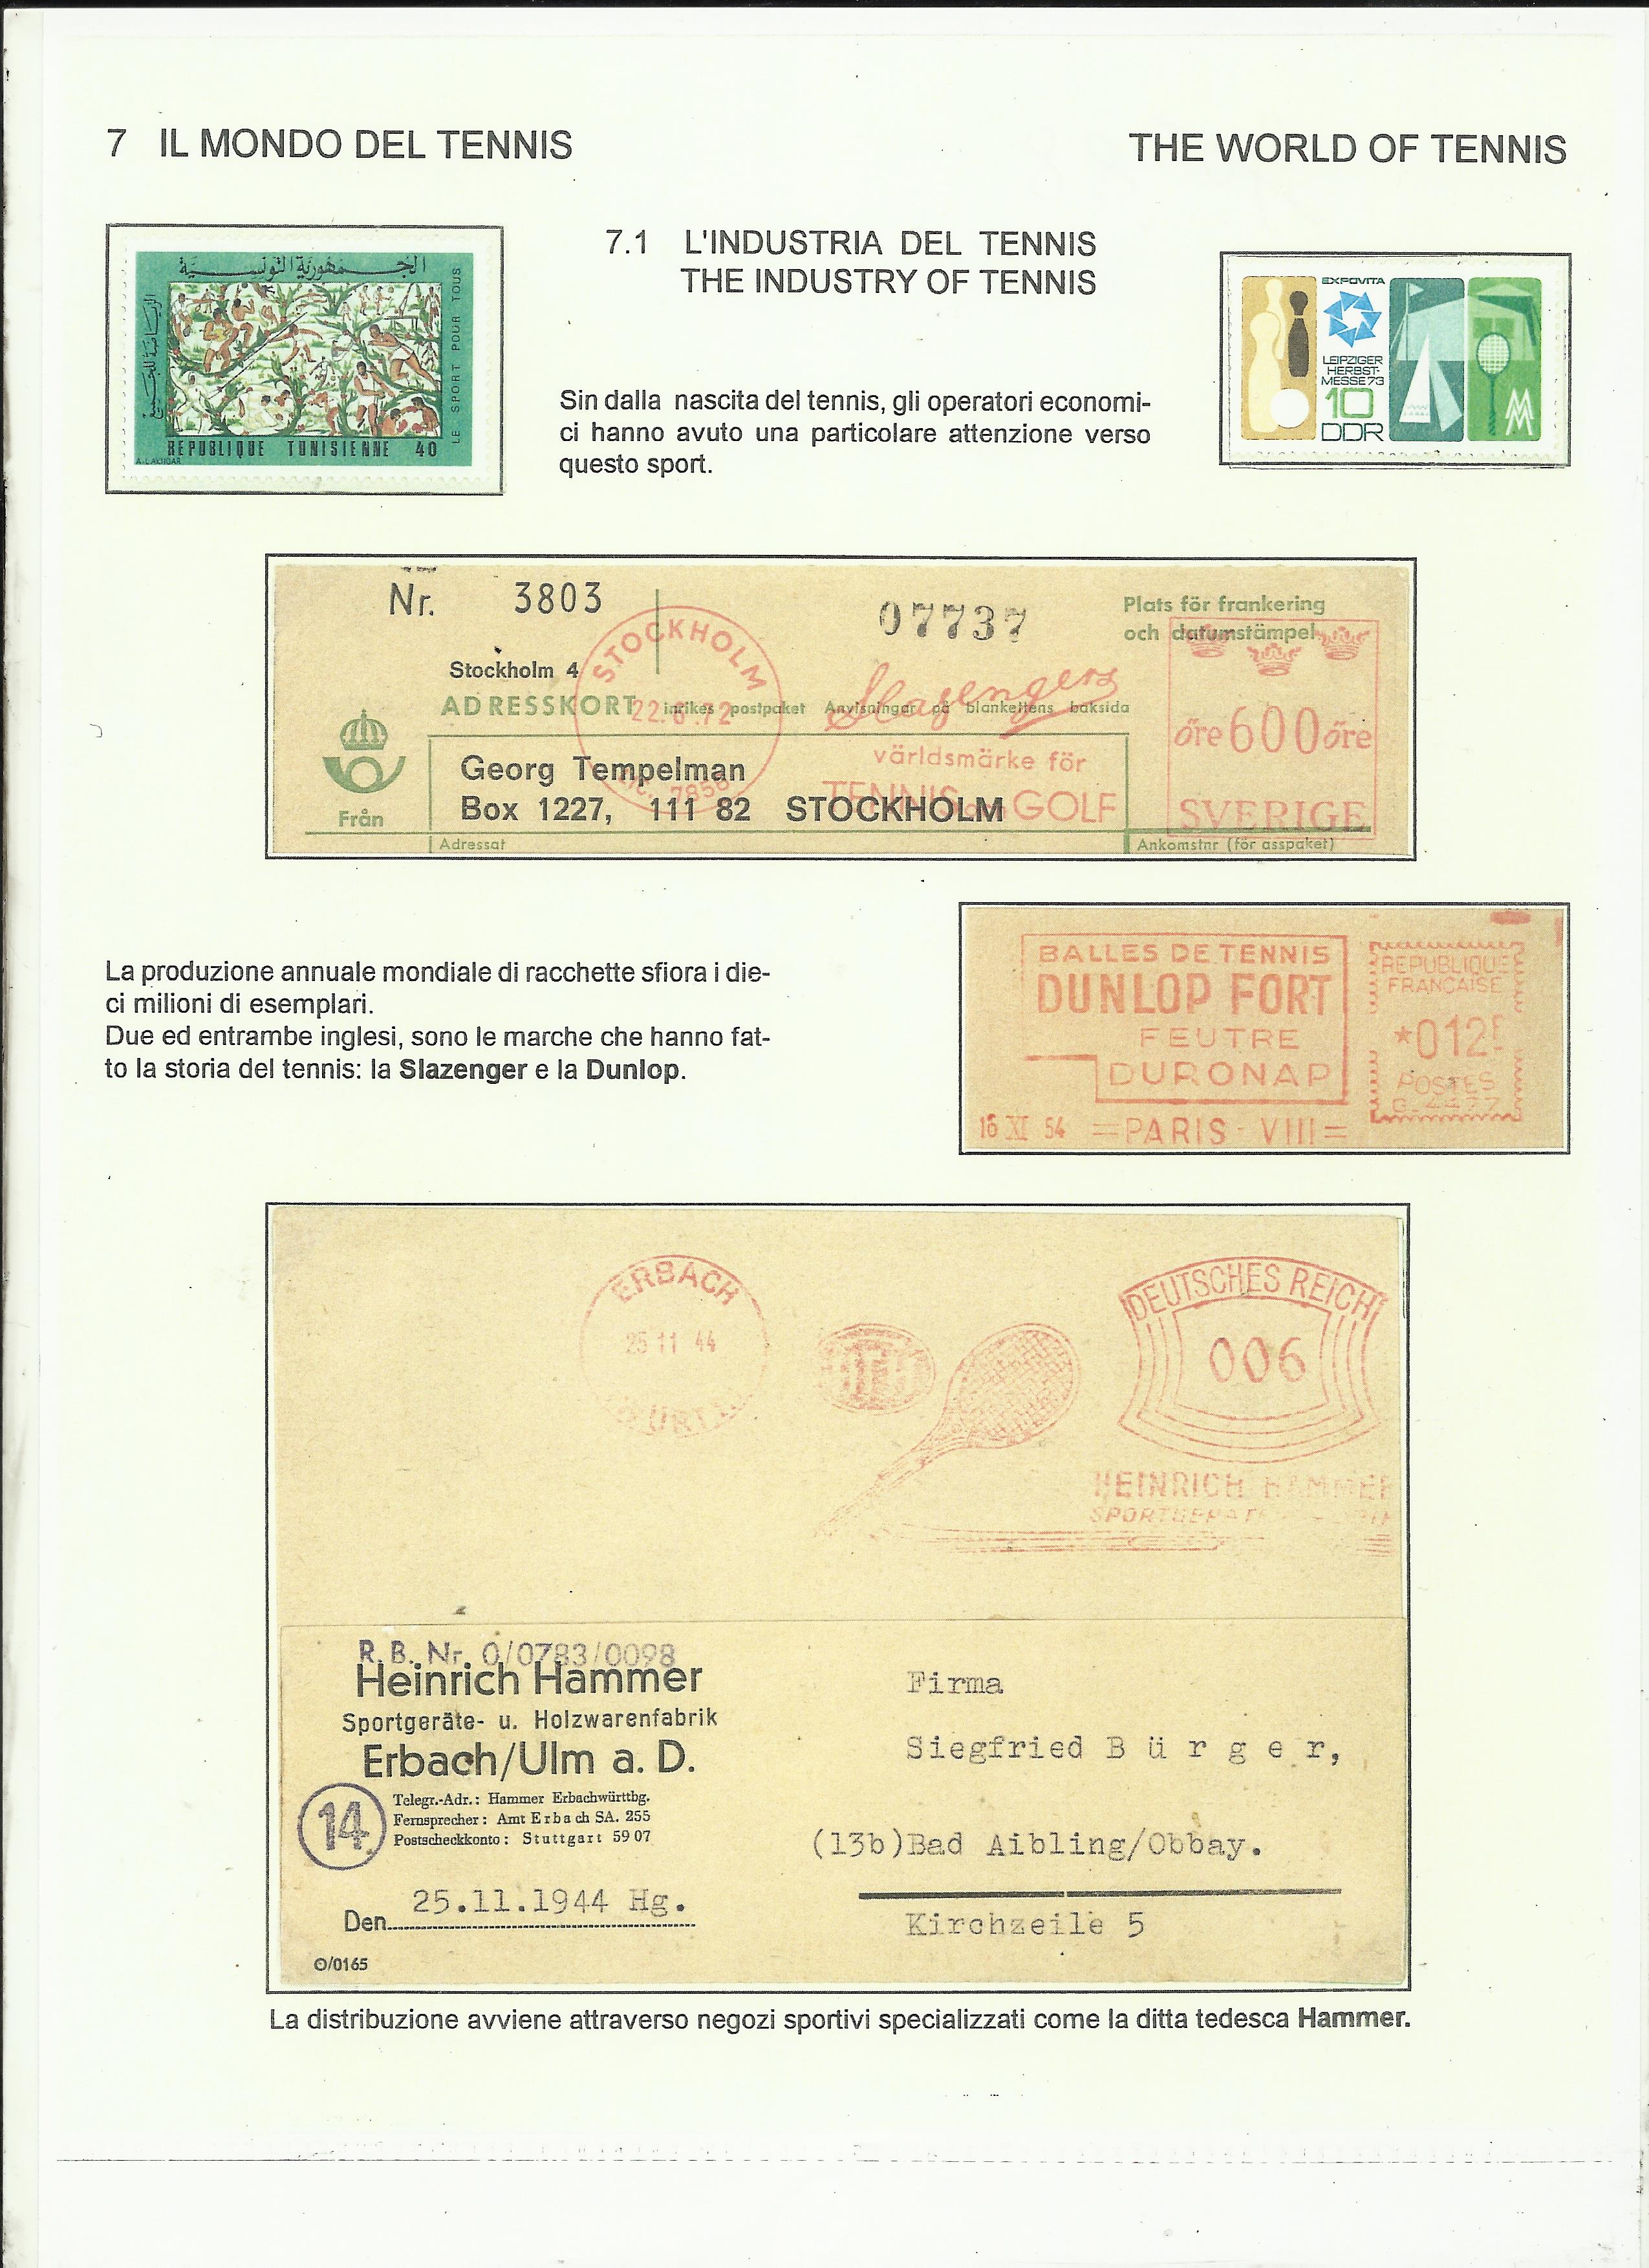 7 IL MONDO DEL TENNIS
THE WORLD OF TENNIS
7.1 L'INDUSTRIA DEL TENNIS
THE INDUSTRY OF TENNIS
الجمهورية التونسية
LE SPORT POUR TOUS
REPUBLIQUE TUNISIENNE 40
EXPOVITA
LEIPZIGER
HERBST-
MESSE 73
10
DDR
Sin dalla nascita del tennis, gli operatori economi-
ci hanno avuto una particolare attenzione verso
questo sport.
Nr. 3803
07737
Plats för frankering
och datumstämpel
Stockholm 4
STOCKHOLM
22.6.72
ADRESSKORT inrikes postpaket Anvisningar på blankettens baksida
Slazengers
världsmärke för
TENNIS och GOLF
öre 600 öre
SVERIGE
Från
Georg Tempelman
Box 1227, 111 82 STOCKHOLM
Adressat
Ankomstnr (för asspaket)
La produzione annuale mondiale di racchette sfiora i die-
ci milioni di esemplari.
Due ed entrambe inglesi, sono le marche che hanno fat-
to la storia del tennis: la Slazenger e la Dunlop.
BALLES DE TENNIS
DUNLOP FORT
FEUTRE
DURONAP
REPUBLIQUE
FRANÇAISE
*012F
POSTES
G.4477
16 XI 54 =PARIS - VIII=
ERBACH
25 11 44
DEUTSCHES REICH
006
HEINRICH HAMMER
R. B. Nr. 0/0783/0098
Heinrich Hammer
Sportgeräte- u. Holzwarenfabrik
Erbach/Ulm a. D.
14
Telegr.-Adr.: Hammer Erbachwürttbg.
Fernsprecher: Amt Erbach SA. 255
Postscheckkonto: Stuttgart 59 07
Den 25.11.1944 Hg.
O/0165
Firma
Siegfried B ü r g e r,
(13b)Bad Aibling/Obbay.
Kirchzeile 5
La distribuzione avviene attraverso negozi sportivi specializzati come la ditta tedesca Hammer.